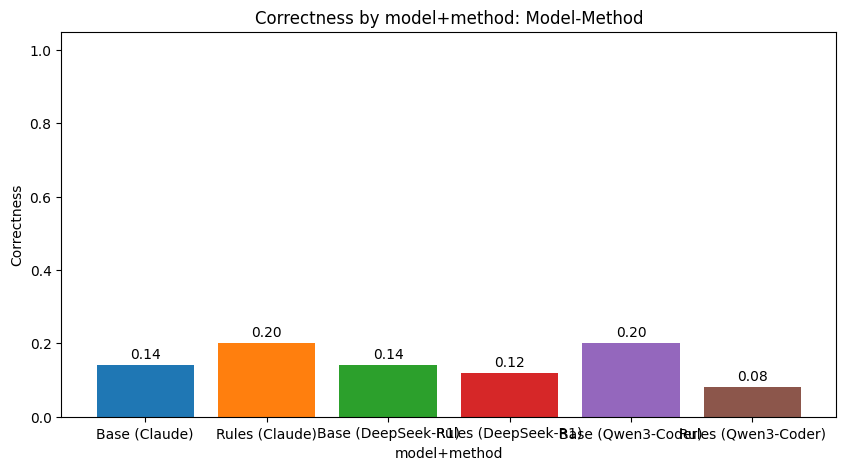 Correctness by model+method: Model-Method
1.0
0.8
0.6
0.4
0.2
0.0
Correctness
0.14
0.20
0.14
0.12
0.20
0.08
Base (Claude)
Rules (Claude)
Base (DeepSeek-R1)
Rules (DeepSeek-R1)
Base (Qwen3-Coder)
Rules (Qwen3-Coder)
model+method